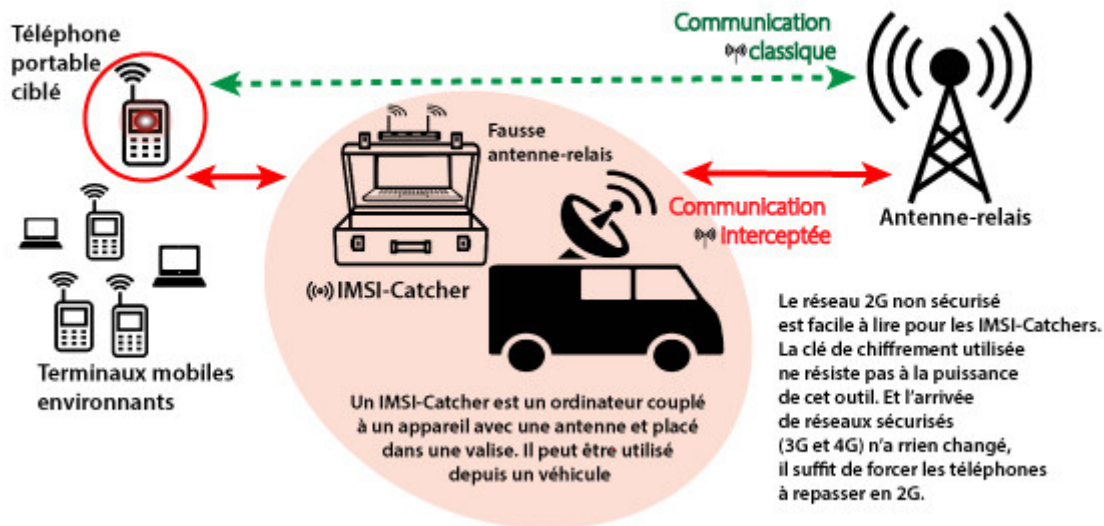 Téléphone
portable
ciblé
Communication
classique
Fausse
antenne-relais
Communication
interceptée
Antenne-relais
IMSI-Catcher
Terminaux mobiles
environnants
Un IMSI-Catcher est un ordinateur couplé
à un appareil avec une antenne et placé
dans une valise. Il peut être utilisé
depuis un véhicule
Le réseau 2G non sécurisé
est facile à lire pour les IMSI-Catchers.
La clé de chiffrement utilisée
ne résiste pas à la puissance
de cet outil. Et l'arrivée
de réseaux sécurisés
(3G et 4G) n'a rrien changé,
il suffit de forcer les téléphones
à repasser en 2G.